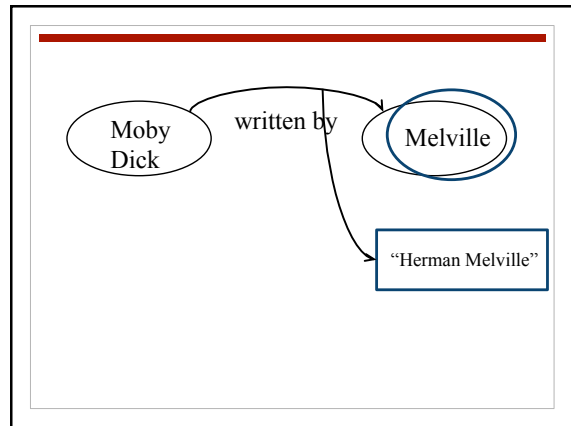 Moby
Dick
written by
Melville
“Herman Melville”